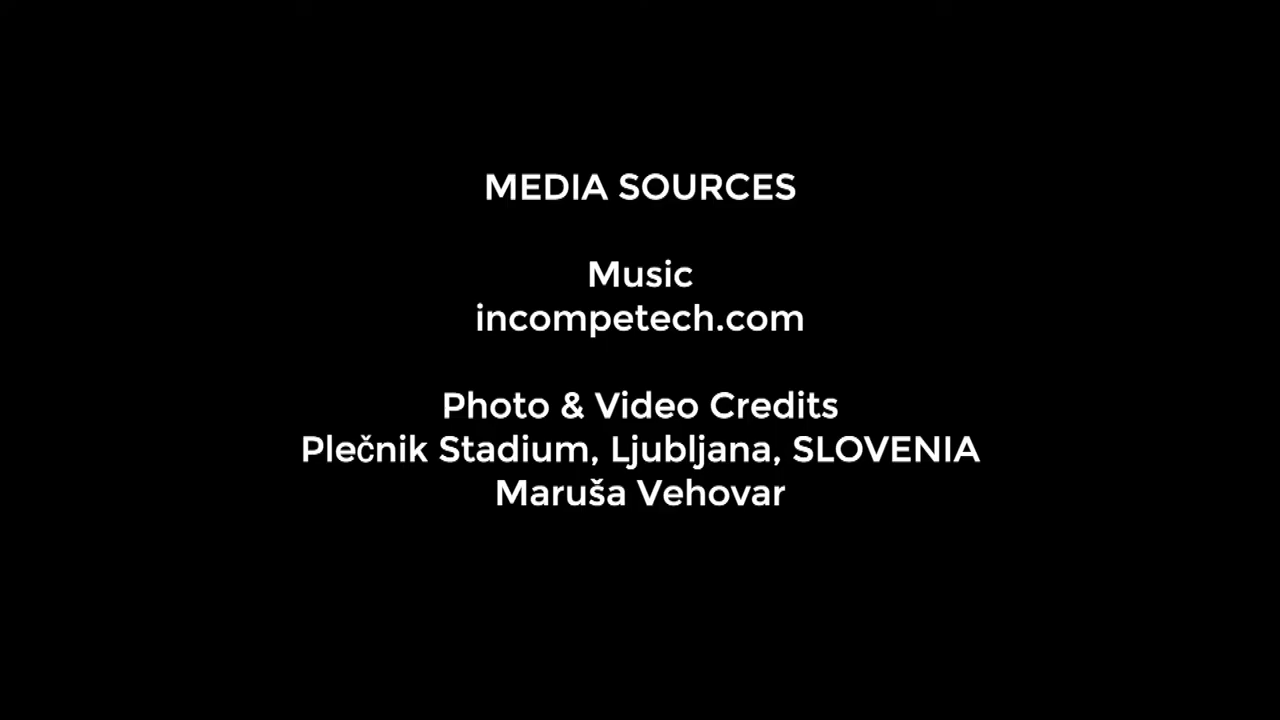 MEDIA SOURCES
Music
incompetech.com
Photo & Video Credits
Plečnik Stadium, Ljubljana, SLOVENIA
Maruša Vehovar